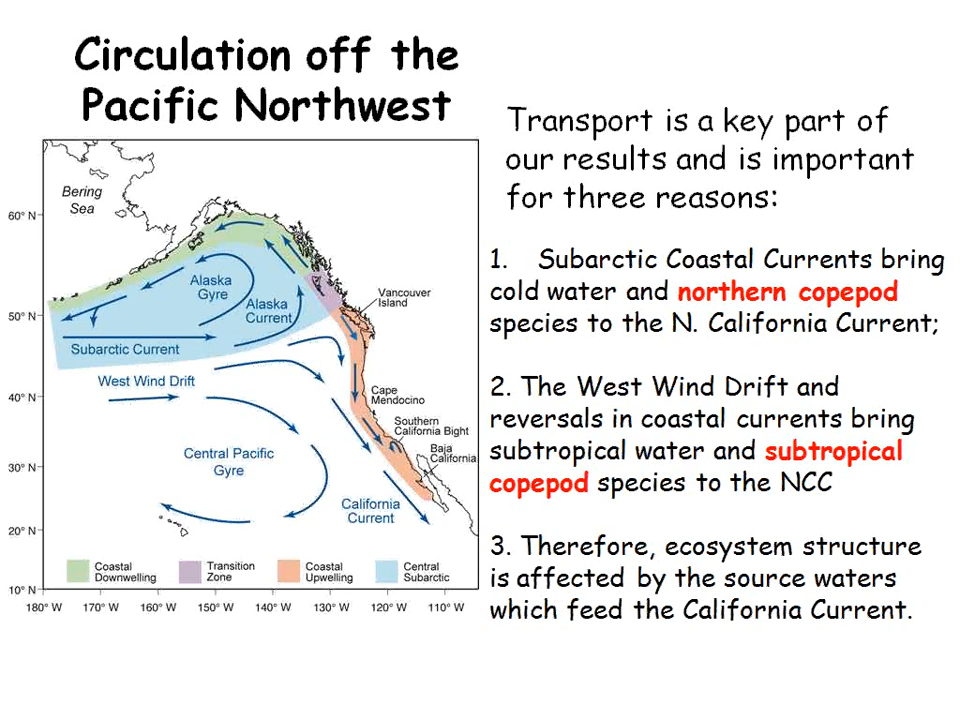 Circulation off the
Pacific Northwest
Transport is a key part of
our results and is important
for three reasons:
1. Subarctic Coastal Currents bring
cold water and northern copepod
species to the N. California Current;
2. The West Wind Drift and
reversals in coastal currents bring
subtropical water and subtropical
copepod species to the NCC
3. Therefore, ecosystem structure
is affected by the source waters
which feed the California Current.
Bering
Sea
60° N
50° N
40° N
30° N
20° N
10° N
Alaska
Gyre
Alaska
Current
Vancouver
Island
Subarctic Current
West Wind Drift
Cape
Mendocino
Southern
California Bight
Baja
California
Central Pacific
Gyre
California
Current
Coastal
Downwelling
Transition
Zone
Coastal
Upwelling
Central
Subarctic
180° W
170° W
160° W
150° W
140° W
130° W
120° W
110° W